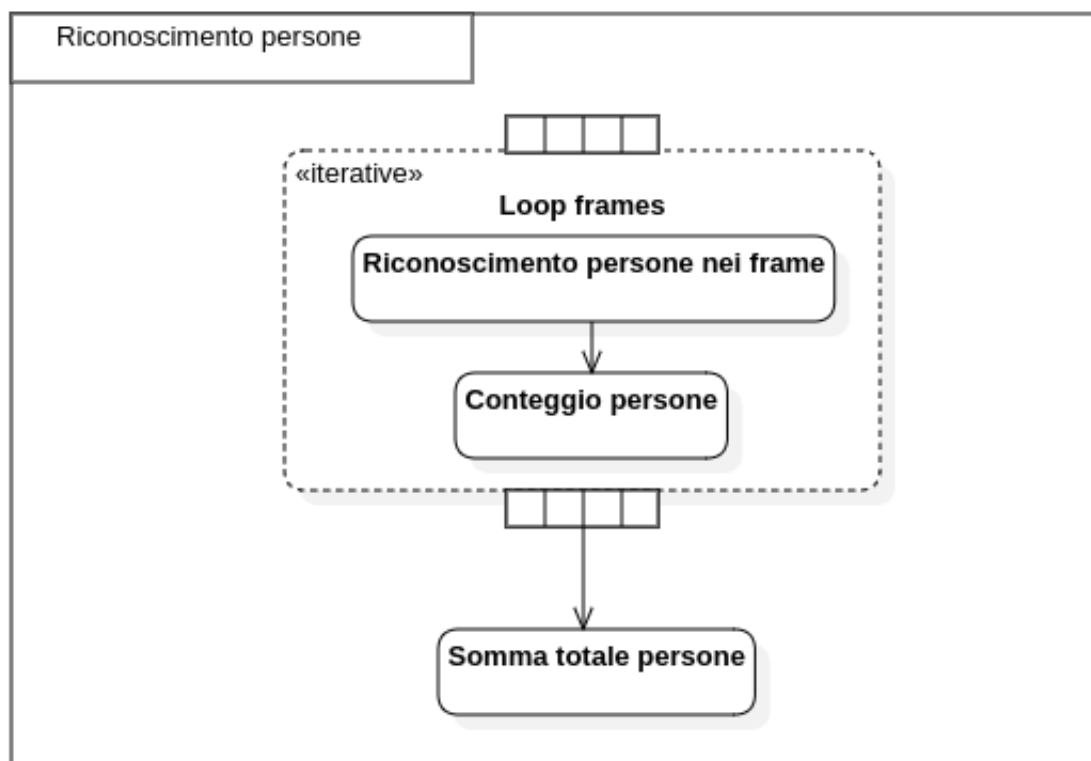 Riconoscimento persone
«iterative»
Loop frames
Riconoscimento persone nei frame
Conteggio persone
Somma totale persone